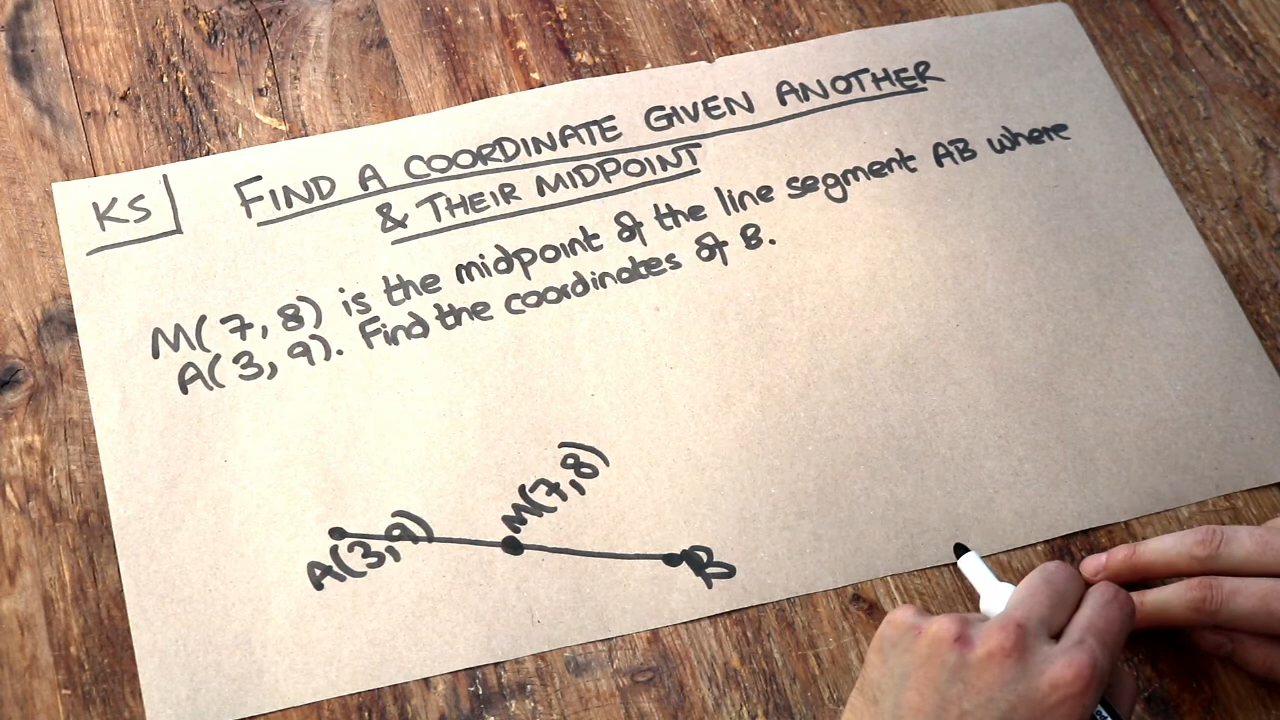 KS
FIND A COORDINATE GIVEN ANOTHER
& THEIR MIDPOINT
M(7, 8) is the midpoint of the line segment AB where
A(3, 9). Find the coordinates of B.
M(7,8)
A(3,9)
B